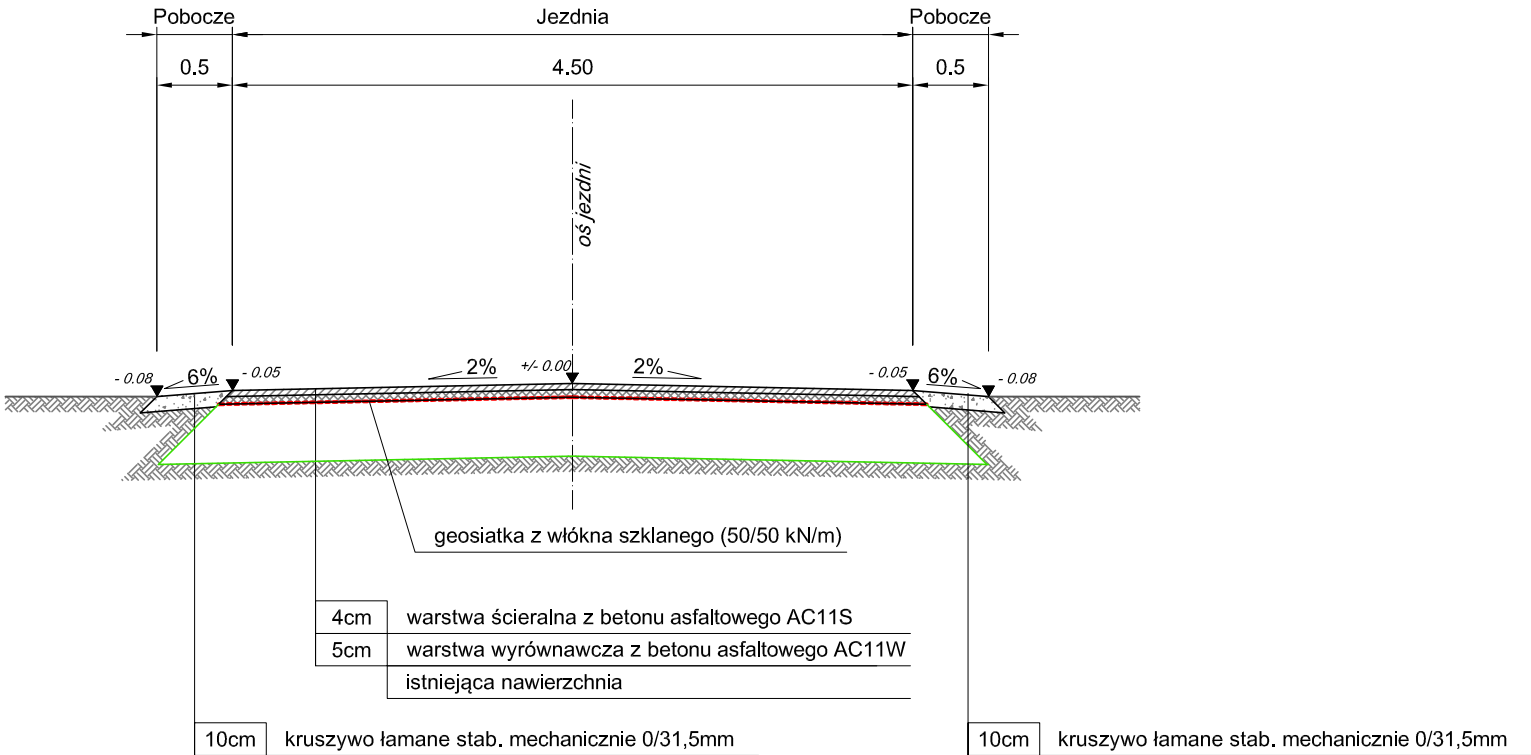 Pobocze Jezdnia Pobocze
0.5 4.50 0.5
oś jezdni
- 0.08 6% - 0.05 2% +/- 0.00 2% - 0.05 6% - 0.08
geosiatka z włókna szklanego (50/50 kN/m)
4cm warstwa ścieralna z betonu asfaltowego AC11S
5cm warstwa wyrównawcza z betonu asfaltowego AC11W
istniejąca nawierzchnia
10cm kruszywo łamane stab. mechanicznie 0/31,5mm 10cm kruszywo łamane stab. mechanicznie 0/31,5mm